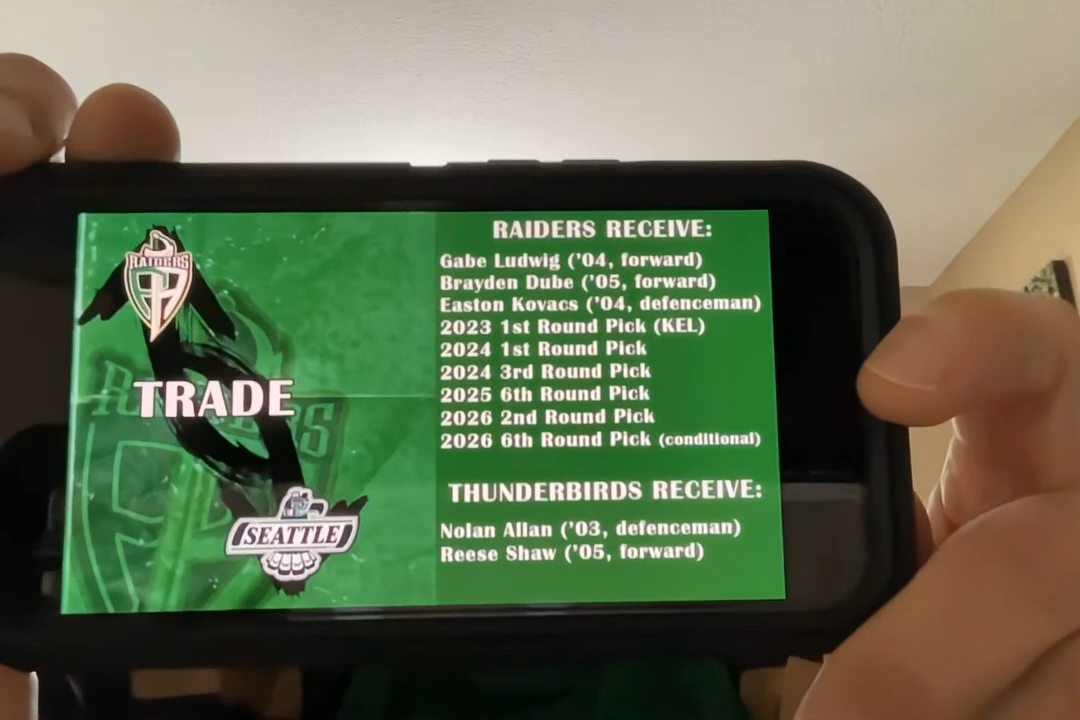 RAIDERS
TRADE
SEATTLE
RAIDERS RECEIVE:
Gabe Ludwig ('04, forward)
Brayden Dube ('05, forward)
Easton Kovacs ('04, defenceman)
2023 1st Round Pick (KEL)
2024 1st Round Pick
2024 3rd Round Pick
2025 6th Round Pick
2026 2nd Round Pick
2026 6th Round Pick (conditional)
THUNDERBIRDS RECEIVE:
Nolan Allan ('03, defenceman)
Reese Shaw ('05, forward)